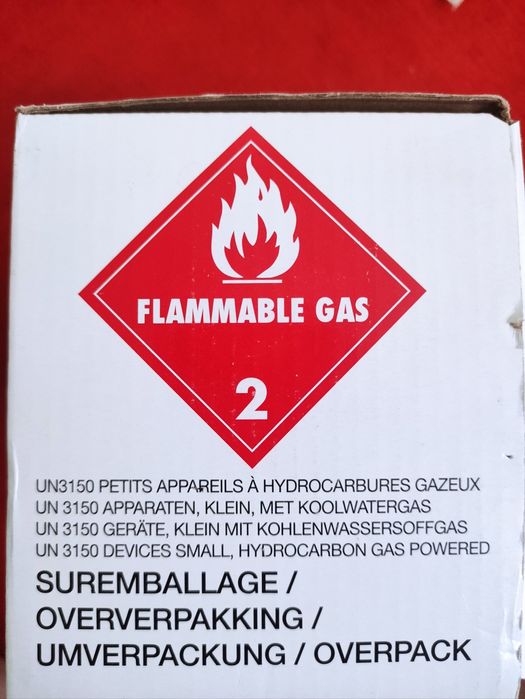 FLAMMABLE GAS
2
UN3150 PETITS APPAREILS À HYDROCARBURES GAZEUX
UN 3150 APPARATEN, KLEIN, MET KOOLWATERGAS
UN 3150 GERÄTE, KLEIN MIT KOHLENWASSERSOFFGAS
UN 3150 DEVICES SMALL, HYDROCARBON GAS POWERED
SUREMBALLAGE /
OVERVERPAKKING /
UMVERPACKUNG / OVERPACK